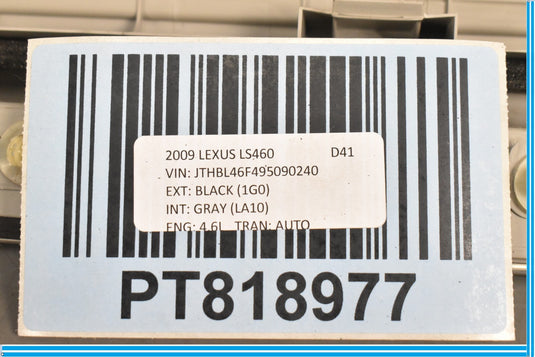 2009 LEXUS LS460 D41
VIN: JTHBL46F495090240
EXT: BLACK (1G0)
INT: GRAY (LA10)
ENG: 4.6L TRAN: AUTO
PT818977